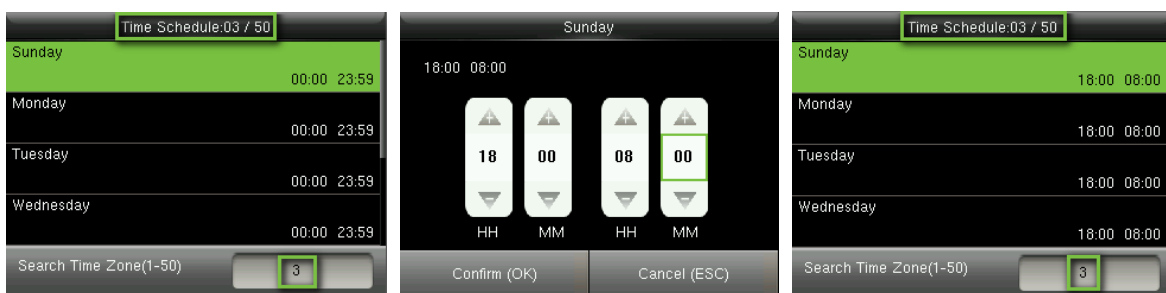 Time Schedule:03 / 50
Sunday
00:00 23:59
Monday
00:00 23:59
Tuesday
00:00 23:59
Wednesday
00:00 23:59
Search Time Zone(1-50) 3
Sunday
18:00 08:00
18 00 08 00
HH MM HH MM
Confirm (OK) Cancel (ESC)
Time Schedule:03 / 50
Sunday
18:00 08:00
Monday
18:00 08:00
Tuesday
18:00 08:00
Wednesday
18:00 08:00
Search Time Zone(1-50) 3